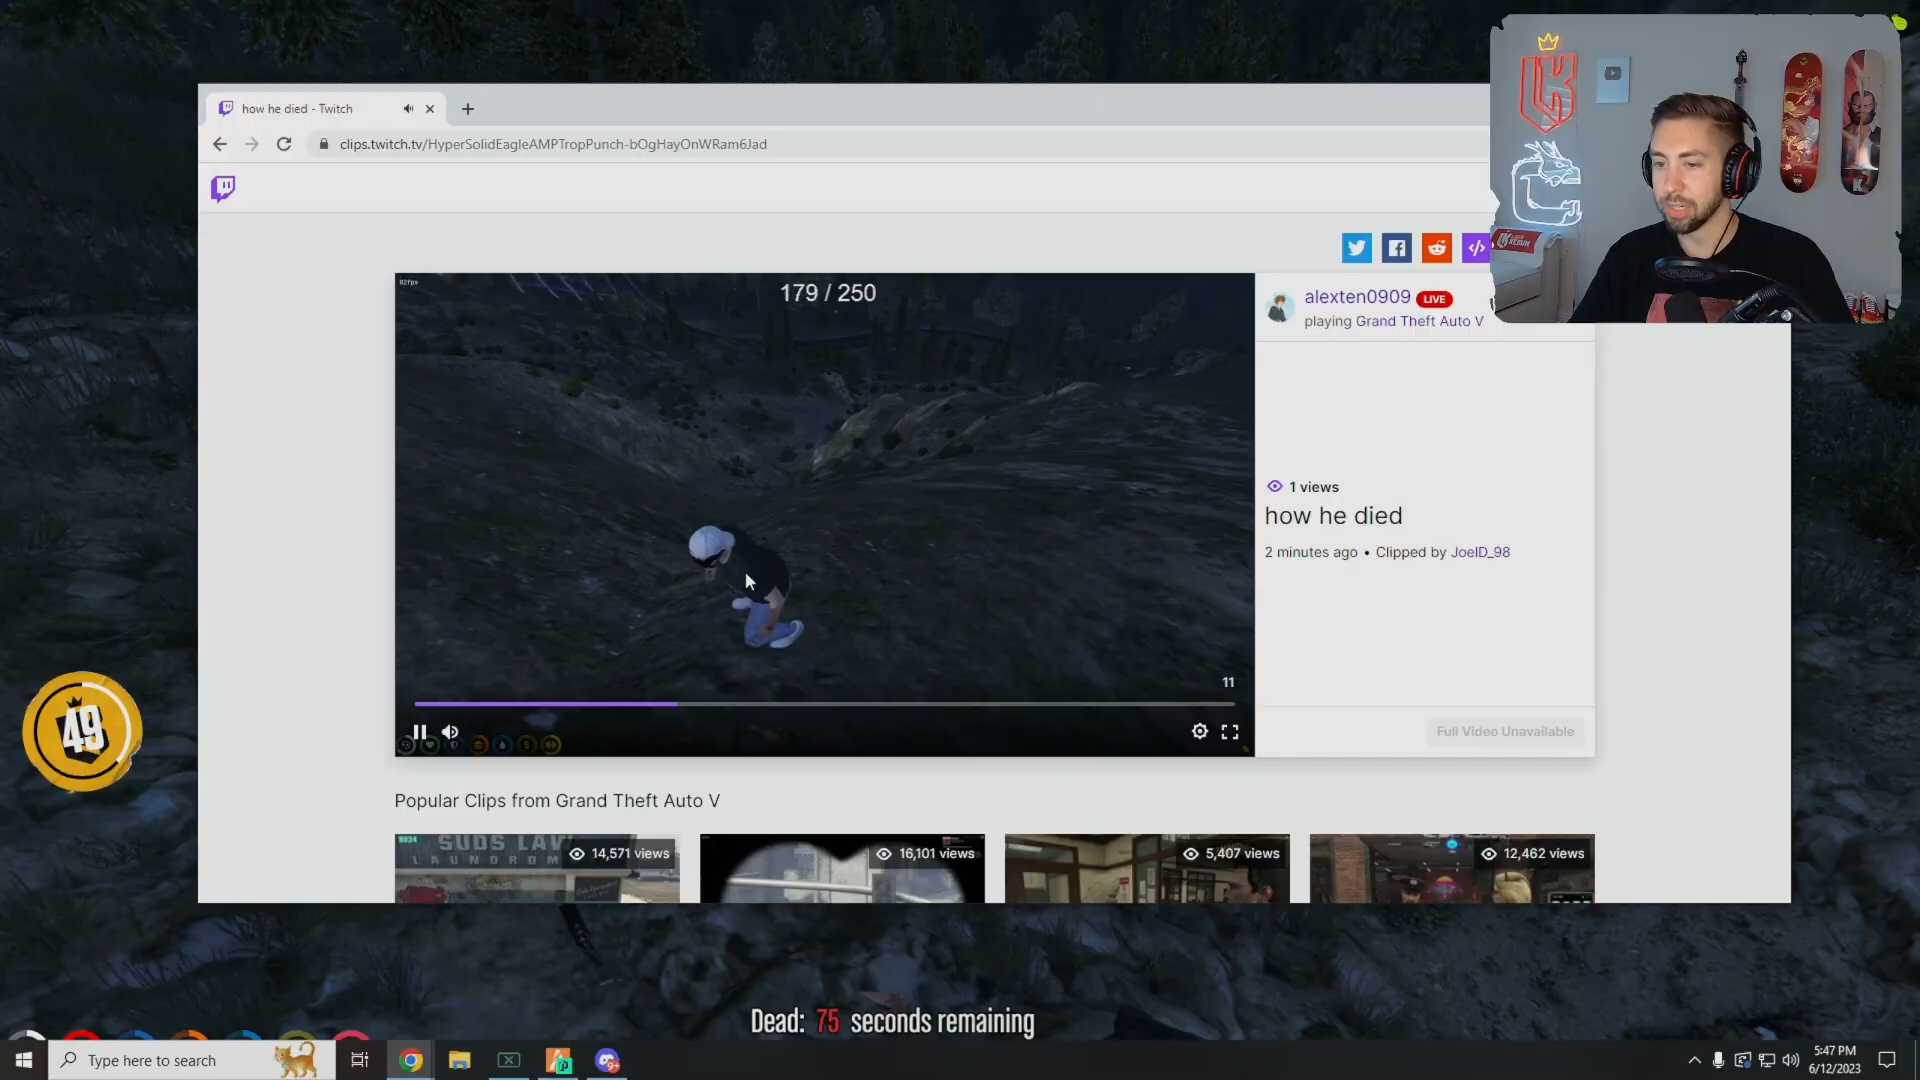 how he died - Twitch
clips.twitch.tv/HyperSolidEagleAMPTropPunch-bOgHayOnWRam6Jad
82fps
179 / 250
alexten0909 LIVE
playing Grand Theft Auto V
1 views
how he died
2 minutes ago • Clipped by JoelD_98
11
Full Video Unavailable
49
Popular Clips from Grand Theft Auto V
SUDS LAW
LAUNDROM
14,571 views
16,101 views
5,407 views
12,462 views
Dead: 75 seconds remaining
Type here to search
9+
5:47 PM
6/12/2023